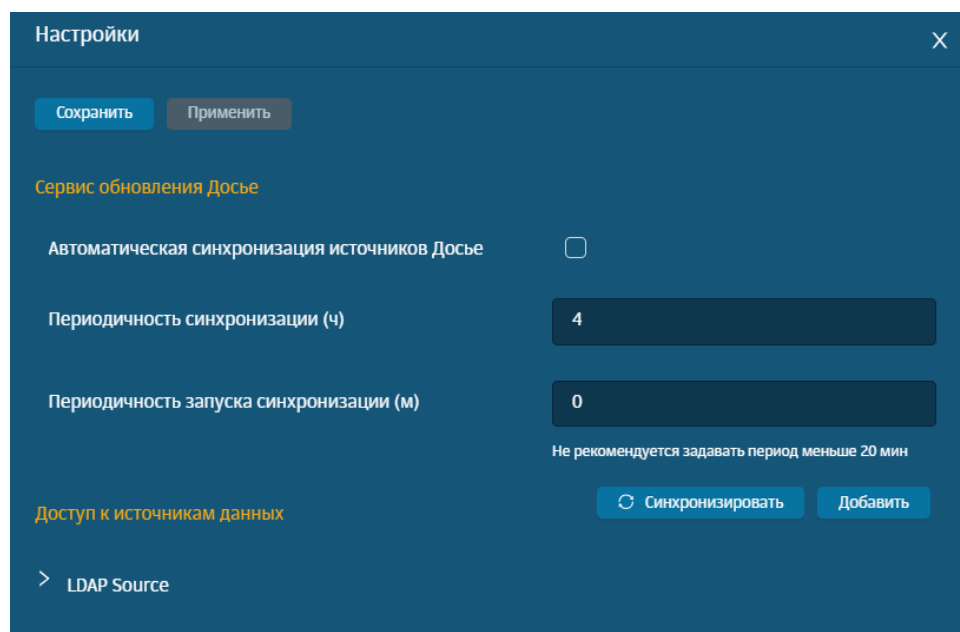 Настройки
X
Сохранить
Применить
Сервис обновления Досье
Автоматическая синхронизация источников Досье
Периодичность синхронизации (ч)
4
Периодичность запуска синхронизации (м)
0
Не рекомендуется задавать период меньше 20 мин
Доступ к источникам данных
Синхронизировать
Добавить
LDAP Source